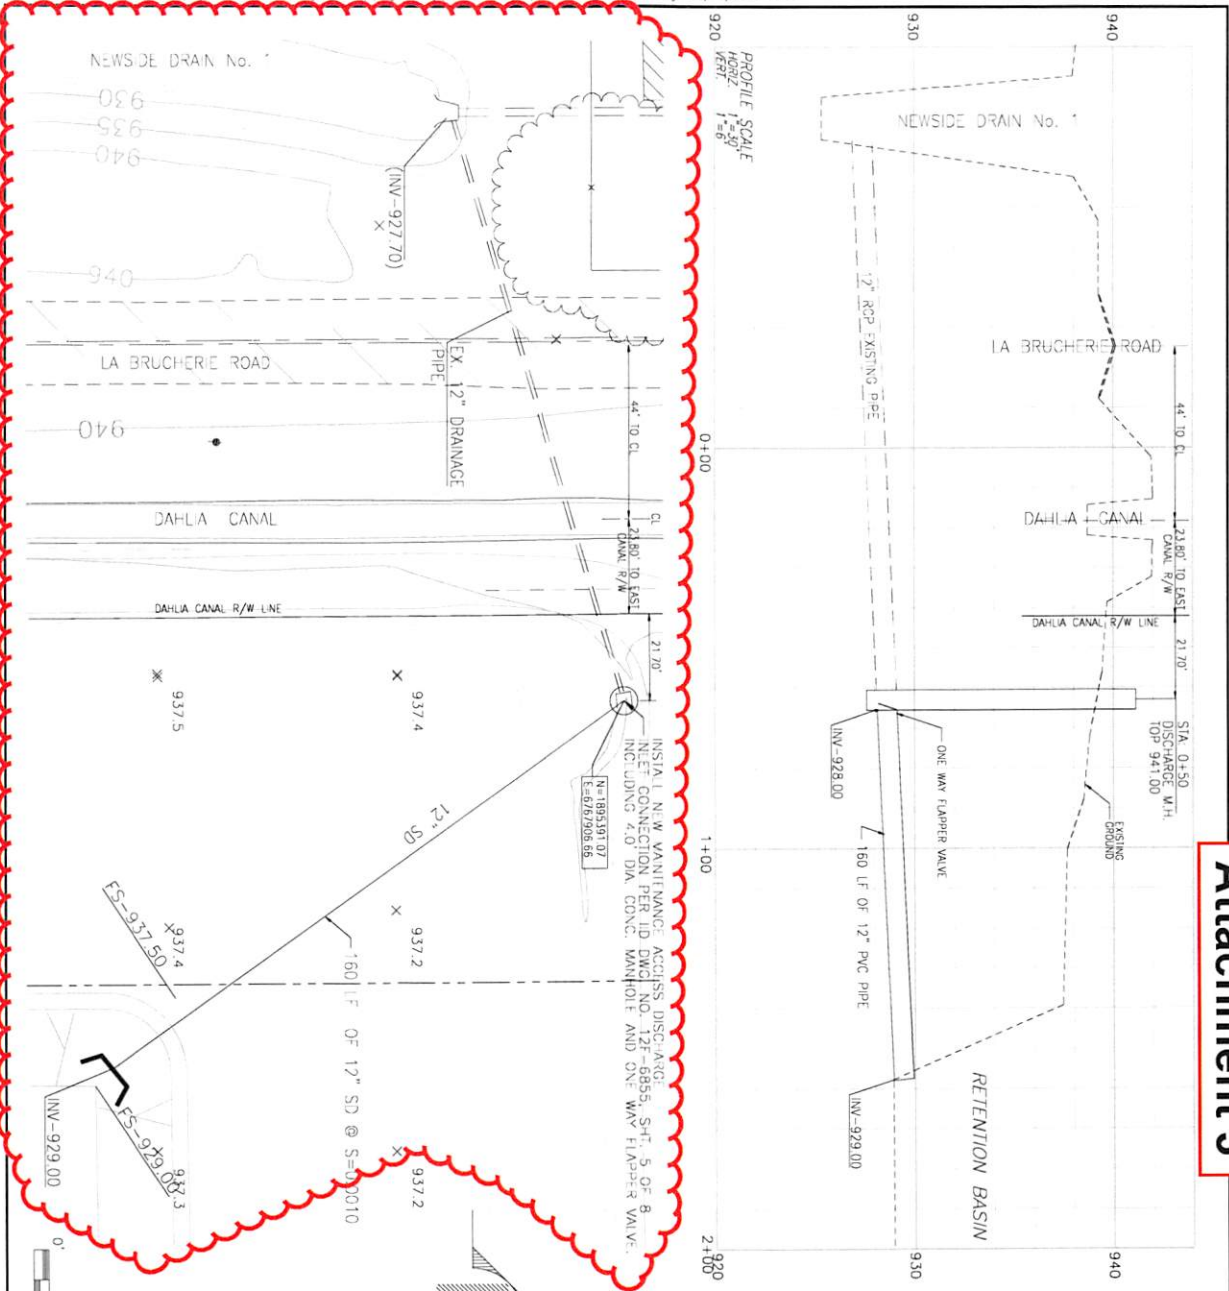 Attachment 3
940
930
920
PROFILE SCALE
HORIZ. 1"=30'
VERT. 1"=6'
NEWSIDE DRAIN No. 1
LA BRUCHERIE ROAD
12" RCP EXISTING PIPE
44' TO CL
DAHLIA CANAL
23.80' TO EAST
CANAL R/W
DAHLIA CANAL R/W LINE
21.70'
STA: 0+50
DISCHARGE M.H.
TOP 941.00
EXISTING
GROUND
ONE WAY FLAPPER VALVE
INV-928.00
160 LF OF 12" PVC PIPE
RETENTION BASIN
INV-929.00
940
930
920
0+00
1+00
2+00
NEWSIDE DRAIN No. 1
930
935
940
(INV-927.70)
940
LA BRUCHERIE ROAD
EX. 12" DRAINAGE
PIPE
44' TO CL
940
CL
DAHLIA CANAL
23.80' TO EAST
CANAL R/W
DAHLIA CANAL R/W LINE
21.70'
937.5
937.4
INSTALL NEW MAINTENANCE ACCESS DISCHARGE
INLET CONNECTION PER IID DWG. NO. 12F-6855, SHT. 5 OF 8
INCLUDING 4.0' DIA. CONC. MANHOLE AND ONE WAY FLAPPER VALVE.
N=1895391.07
E=6767906.66
12" SD
937.4
937.2
FS-937.50
160 LF OF 12" SD @ S=0.0010
INV-929.00
FS-929.00
937.3
937.2
0'